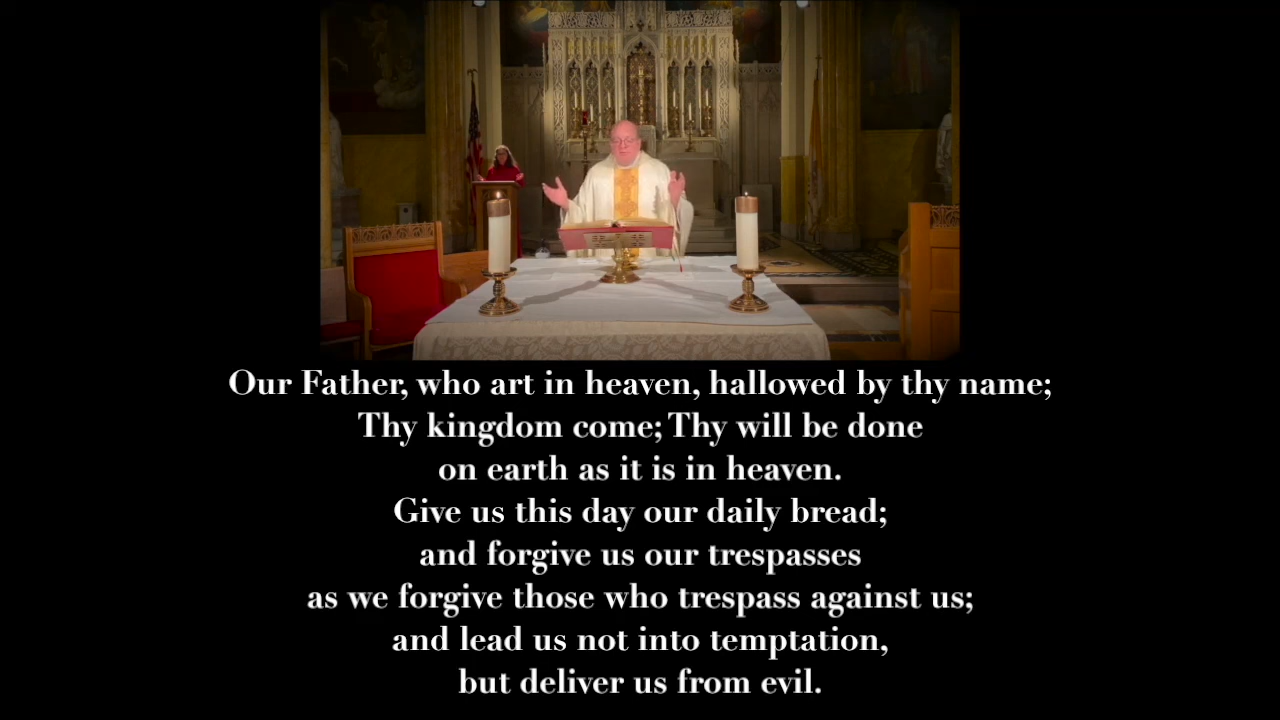 Our Father, who art in heaven, hallowed by thy name;
Thy kingdom come; Thy will be done
on earth as it is in heaven.
Give us this day our daily bread;
and forgive us our trespasses
as we forgive those who trespass against us;
and lead us not into temptation,
but deliver us from evil.